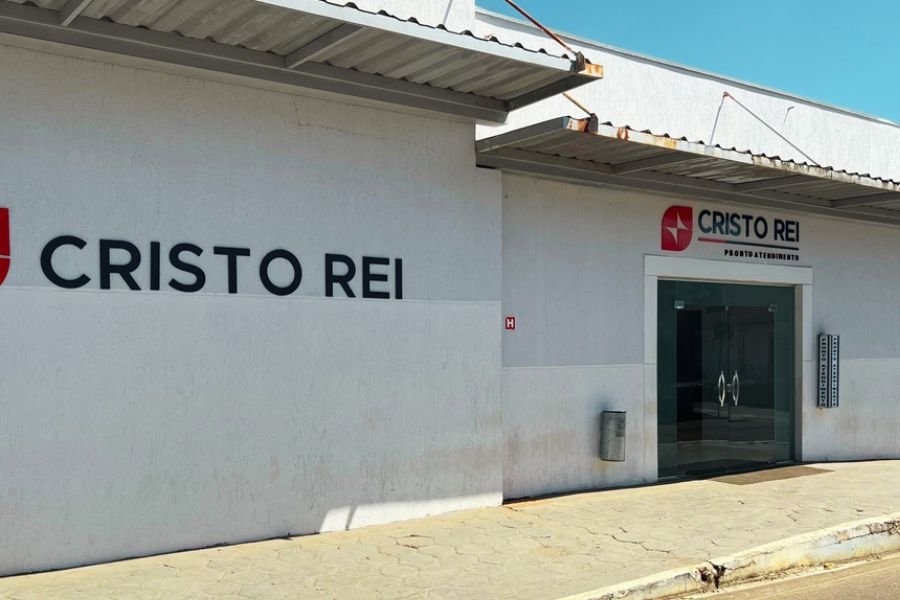 CRISTO REI
CRISTO REI
PRONTO ATENDIMENTO
H